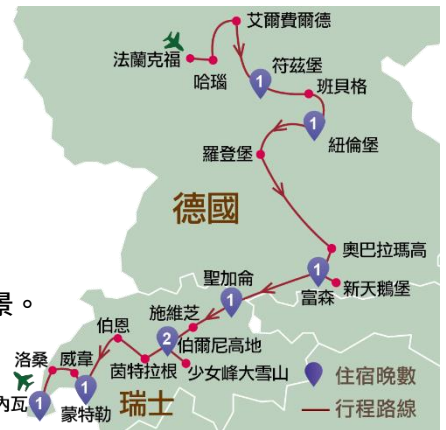 艾爾費爾德
法蘭克福
哈瑙
符茲堡
1
班貝格
1
紐倫堡
羅登堡
德國
奧巴拉瑪高
聖加侖
1
富森
新天鵝堡
景。
施維芝
1
伯恩
2
伯爾尼高地
洛桑
威韋
茵特拉根
少女峰大雪山
住宿晚數
內瓦
1
1
蒙特勒
瑞士
行程路線